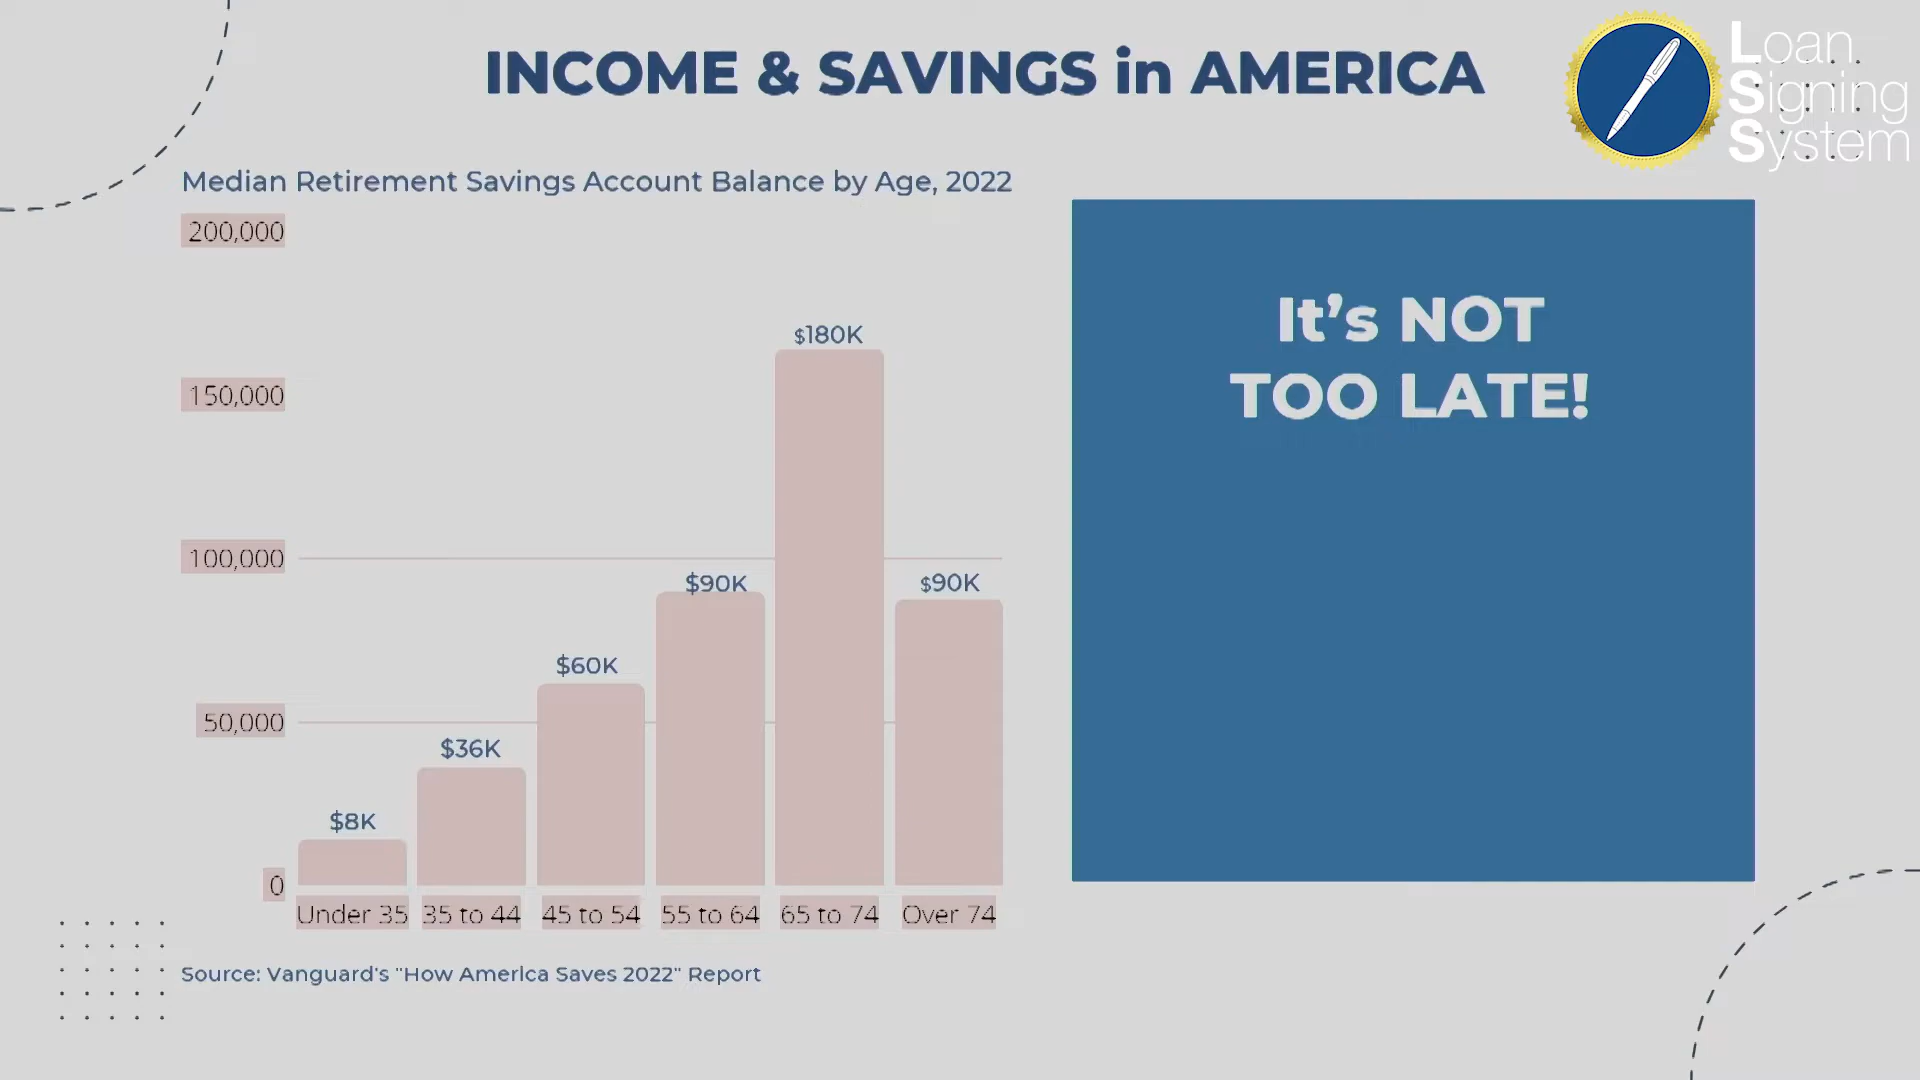 INCOME & SAVINGS in AMERICA
Loan
Signing
System
Median Retirement Savings Account Balance by Age, 2022
200,000
150,000
100,000
50,000
0
$8K
$36K
$60K
$90K
$180K
$90K
Under 35
35 to 44
45 to 54
55 to 64
65 to 74
Over 74
Source: Vanguard's "How America Saves 2022" Report
It's NOT
TOO LATE!